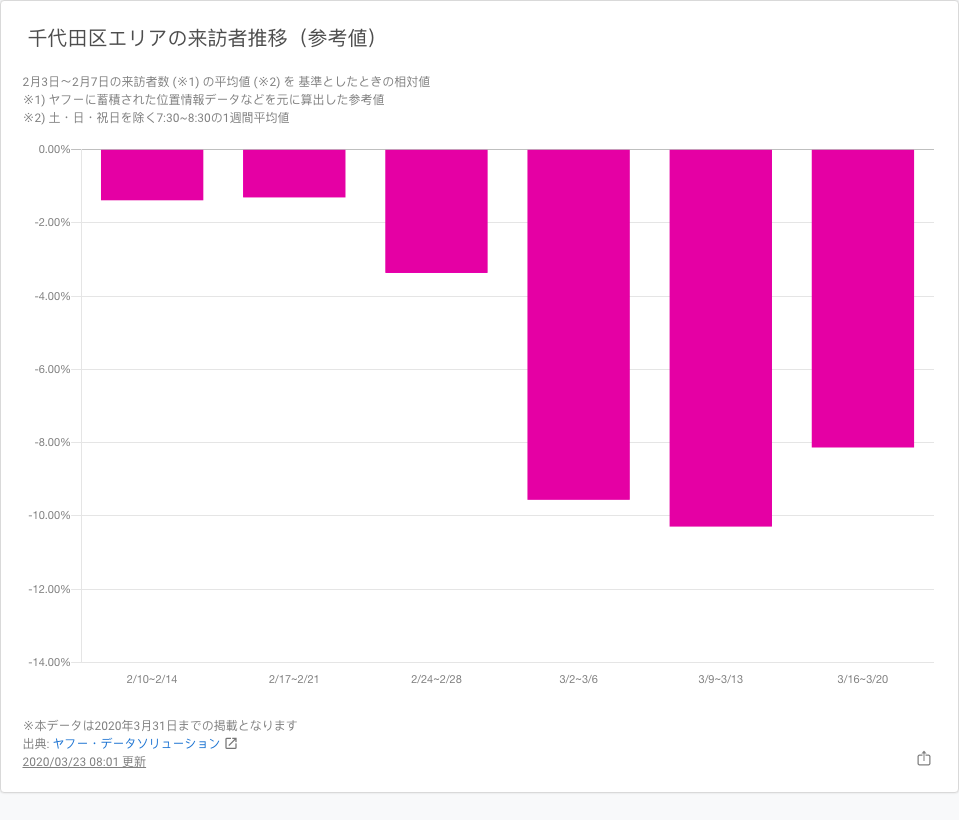 千代田区エリアの来訪者推移（参考値）
2月3日～2月7日の来訪者数 (※1) の平均値 (※2) を 基準としたときの相対値
※1) ヤフーに蓄積された位置情報データなどを元に算出した参考値
※2) 土・日・祝日を除く7:30~8:30の1週間平均値
0.00%
-2.00%
-4.00%
-6.00%
-8.00%
-10.00%
-12.00%
-14.00%
2/10~2/14 2/17~2/21 2/24~2/28 3/2~3/6 3/9~3/13 3/16~3/20
※本データは2020年3月31日までの掲載となります
出典: ヤフー・データソリューション
2020/03/23 08:01 更新